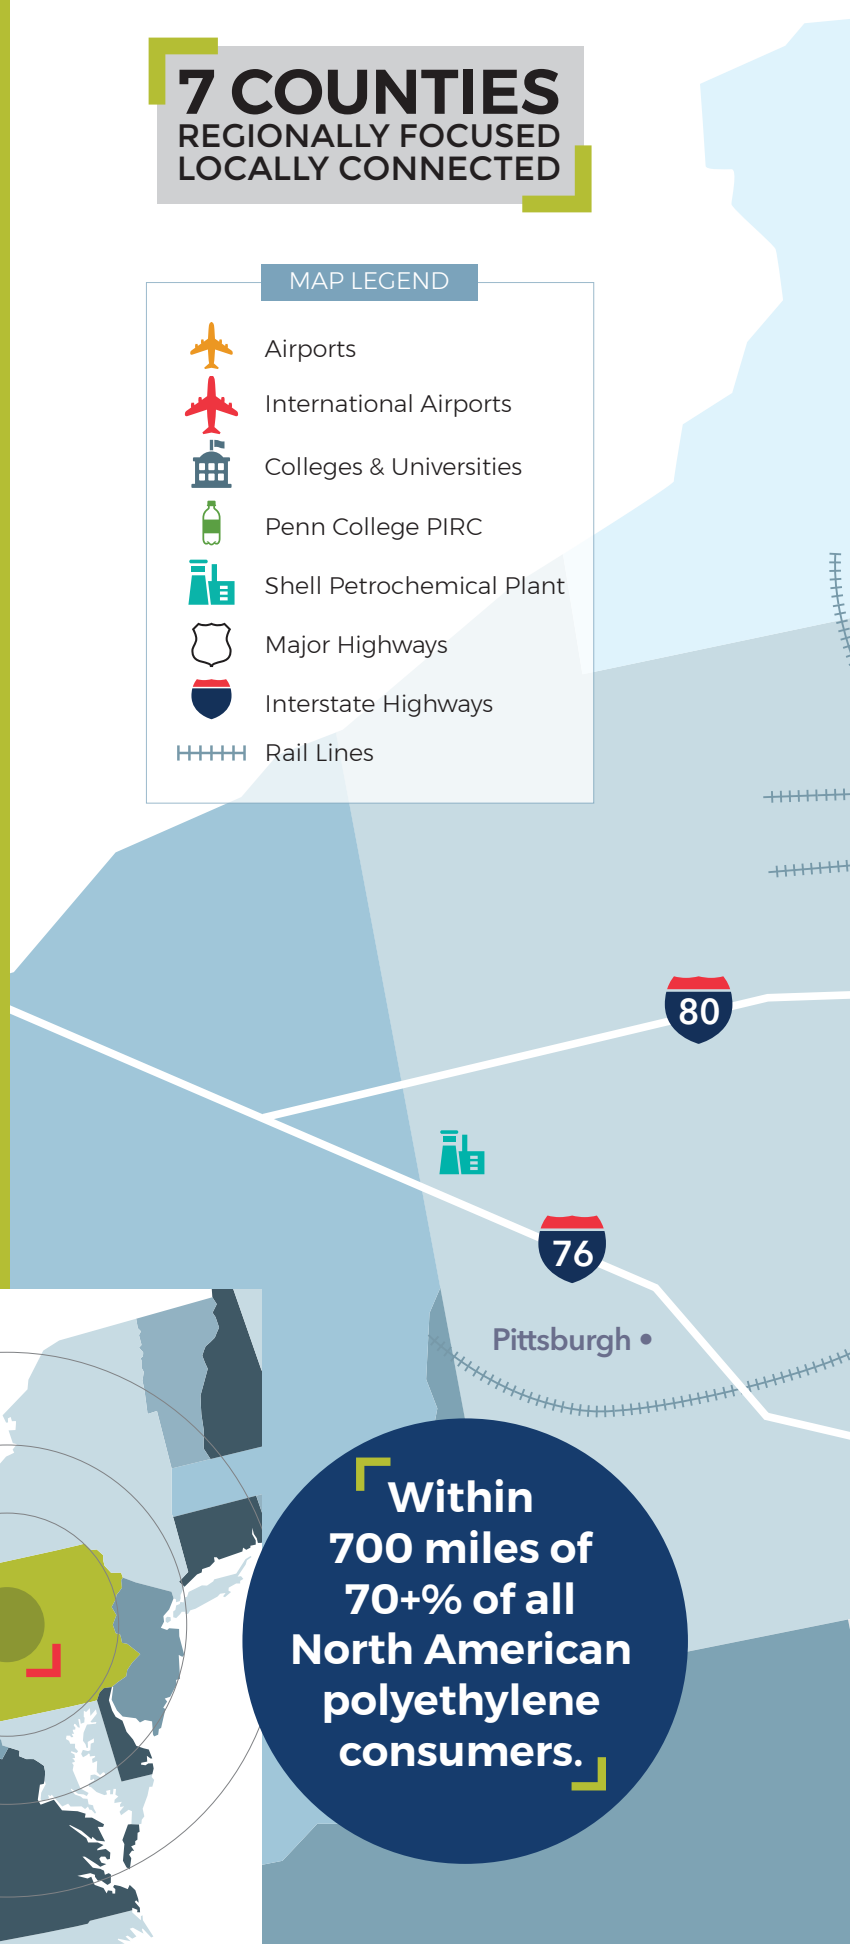 7 COUNTIES
REGIONALLY FOCUSED
LOCALLY CONNECTED
MAP LEGEND
Airports
International Airports
Colleges & Universities
Penn College PIRC
Shell Petrochemical Plant
Major Highways
Interstate Highways
Rail Lines
80
76
Pittsburgh
Within
700 miles of
70+% of all
North American
polyethylene
consumers.